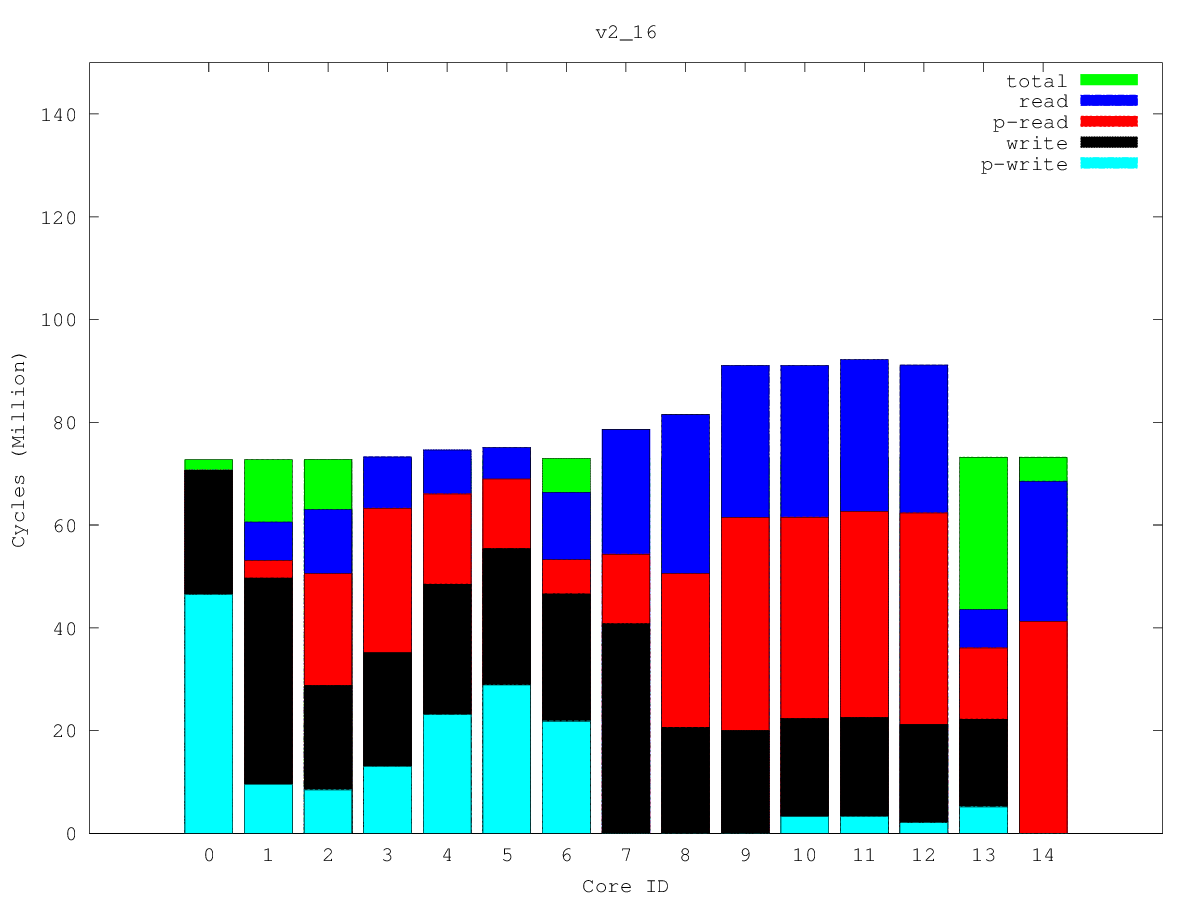 v2_16
total
read
p-read
write
p-write
140
120
100
80
60
40
20
0
Cycles (Million)
0 1 2 3 4 5 6 7 8 9 10 11 12 13 14
Core ID